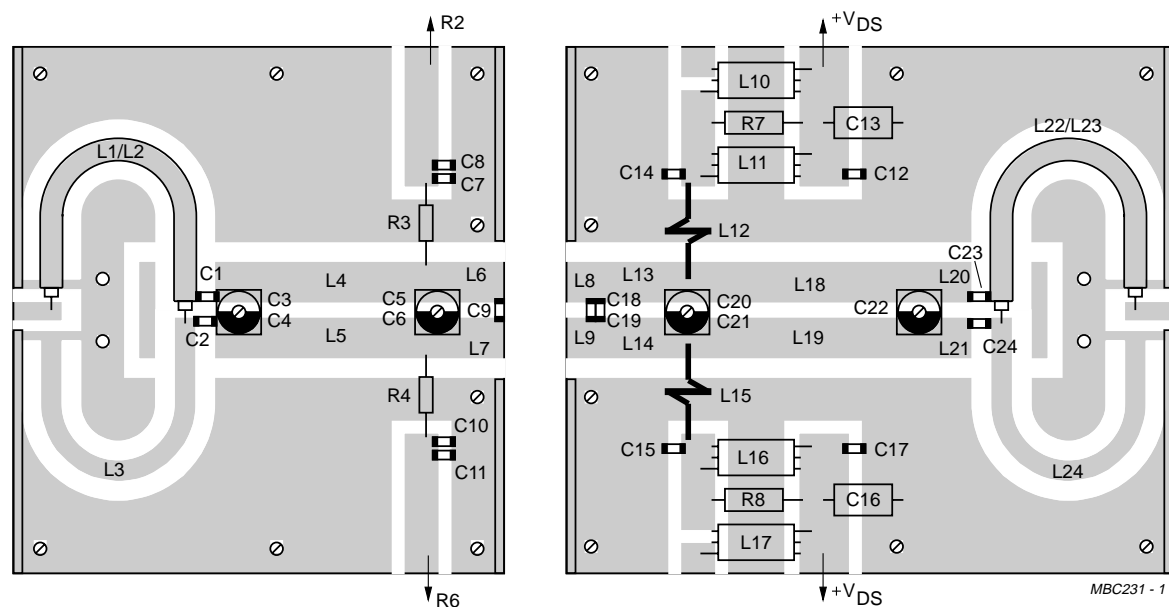 R2
+VDS
L10
R7
C13
L22/L23
L1/L2
C8
C7
C14
L11
C12
R3
L12
C1
C3
C4
L4
L5
C2
C5
C6
L6
C9
L7
L8
C18
C19
L9
L13
L14
C20
C21
L18
L19
C22
C23
L20
L21
C24
R4
L15
C10
C11
C15
L16
C17
L3
R8
C16
L24
L17
R6
+VDS
MBC231 - 1